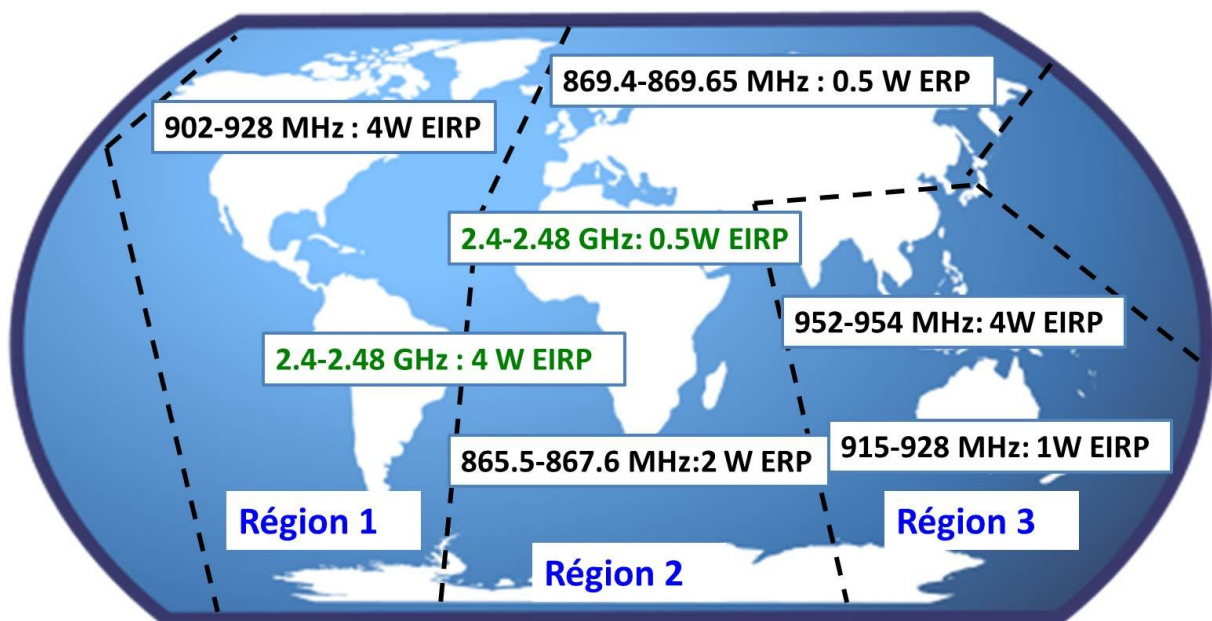 869.4-869.65 MHz : 0.5 W ERP
902-928 MHz : 4W EIRP
2.4-2.48 GHz: 0.5W EIRP
952-954 MHz: 4W EIRP
2.4-2.48 GHz : 4 W EIRP
865.5-867.6 MHz:2 W ERP
915-928 MHz: 1W EIRP
Région 1
Région 2
Région 3